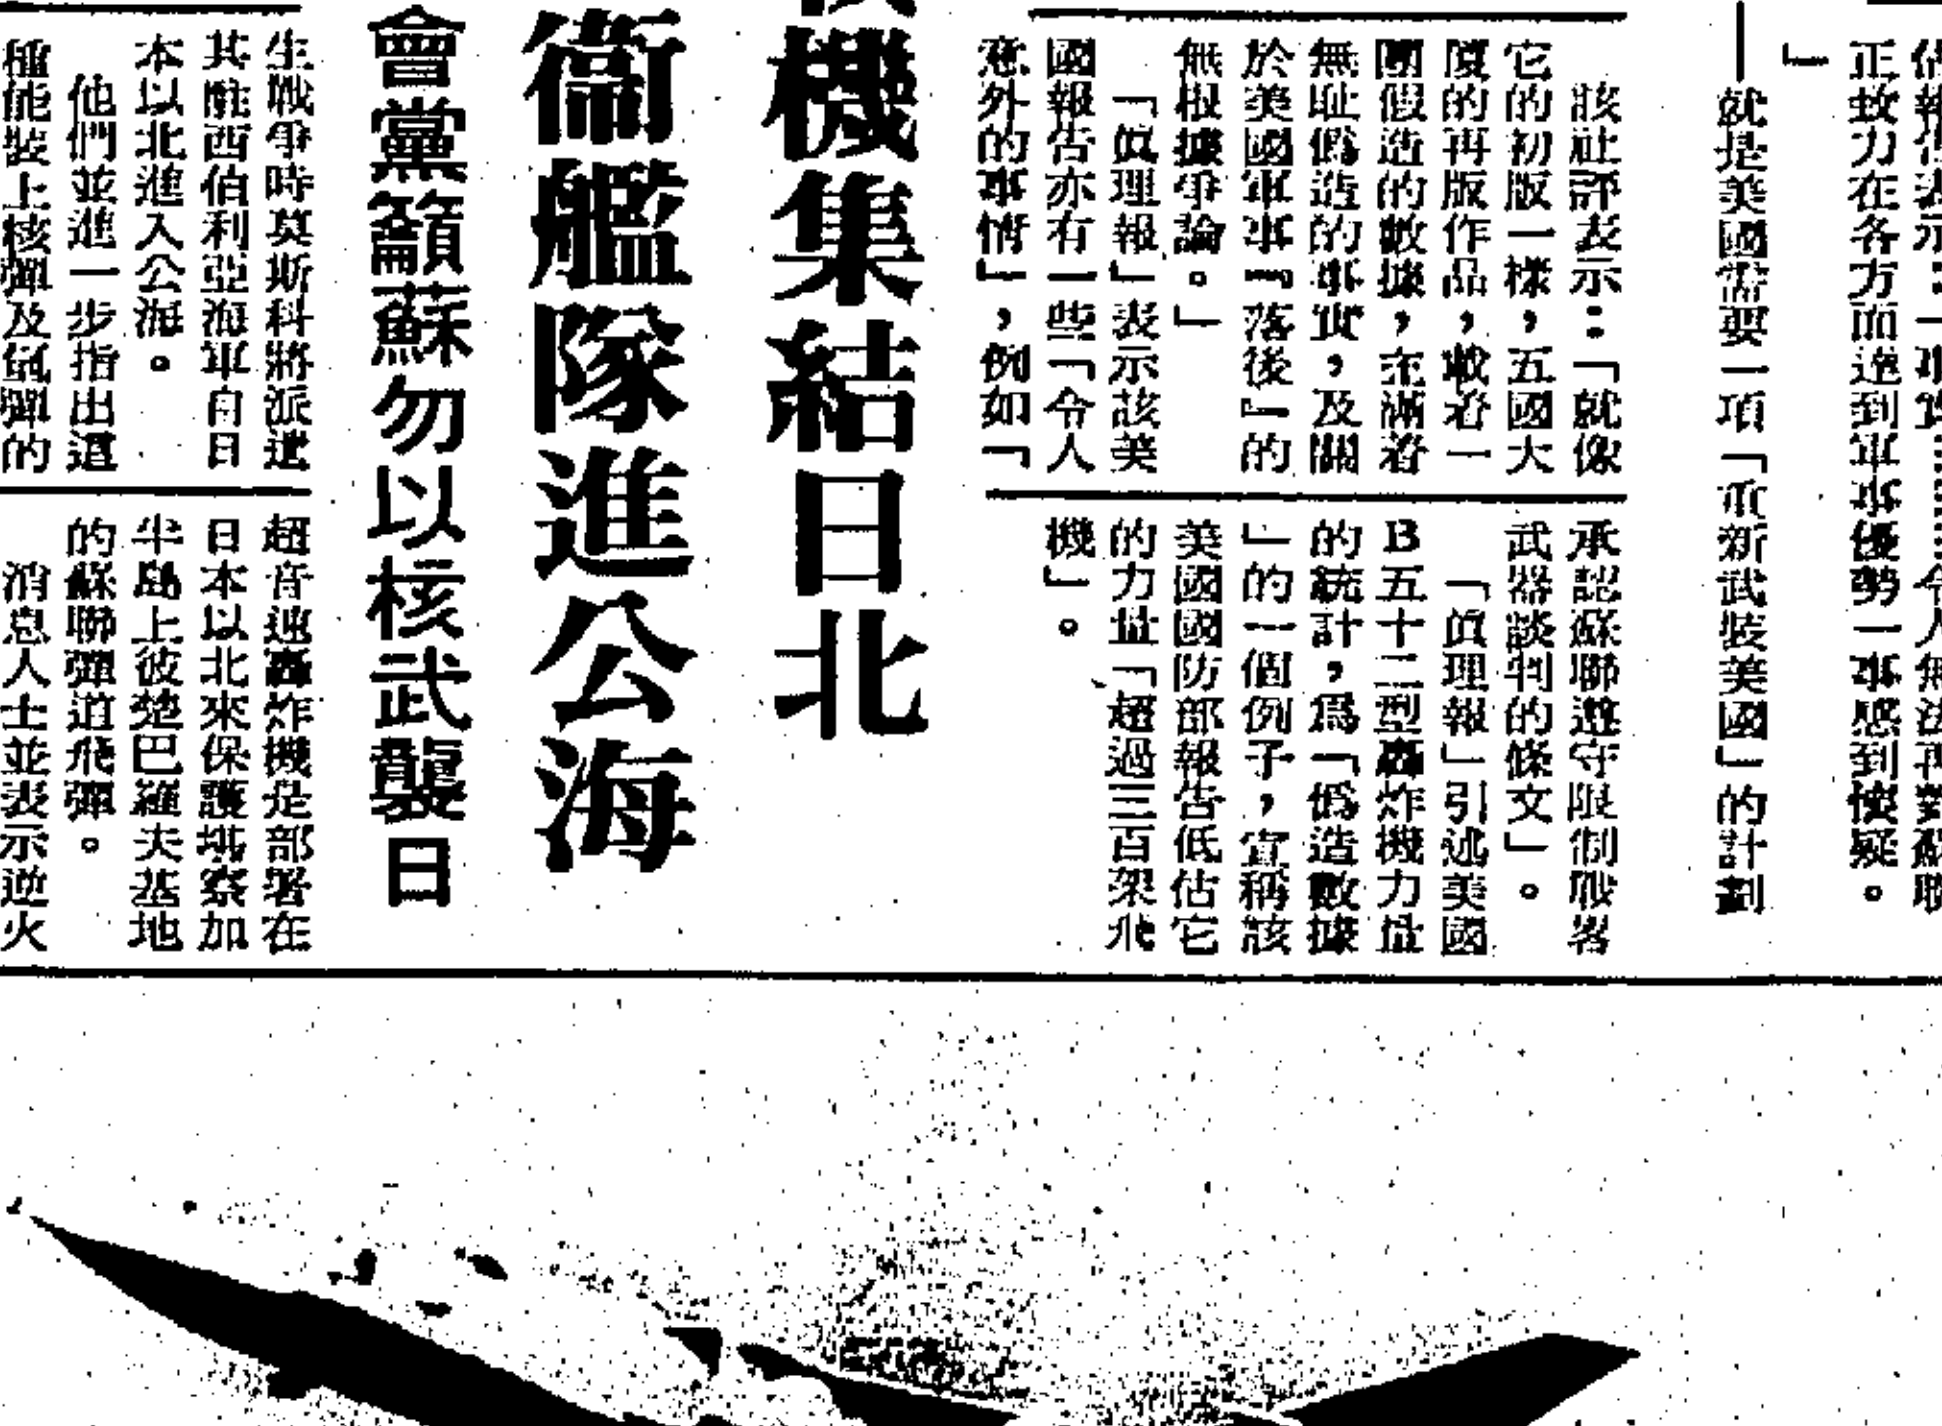 正致力在各方面達到軍事優勢一事感到懷疑。
」
——就是美國需要一項「重新武裝美國」的計劃
該社評表示：「就像
它的初版一樣，五國大
廈的再版作品，載着一
團假造的數據，充滿着
無耻僞造的事實，及關
於美國軍事『落後』的
無根據爭論。」
「眞理報」表示該美
國報告亦有一些「令人
意外的事情」，例如「
承認蘇聯遵守限制戰畧
武器談判的條文」。
「眞理報」引述美國
B五十二型轟炸機力量
的統計，爲「僞造數據
」的一個例子，宣稱該
美國國防部報告低估它
的力量「超過三百架飛
機」。
機集結日北
衞艦隊進公海
會黨籲蘇勿以核武襲日
生戰爭時莫斯科將派遣
其駐西伯利亞海軍自日
本以北進入公海。
他們並進一步指出這
種能裝上核彈及氫彈的
超音速轟炸機是部署在
日本以北來保護堪察加
半島上彼楚巴羅夫基地
的蘇聯彈道飛彈。
消息人士並表示逆火